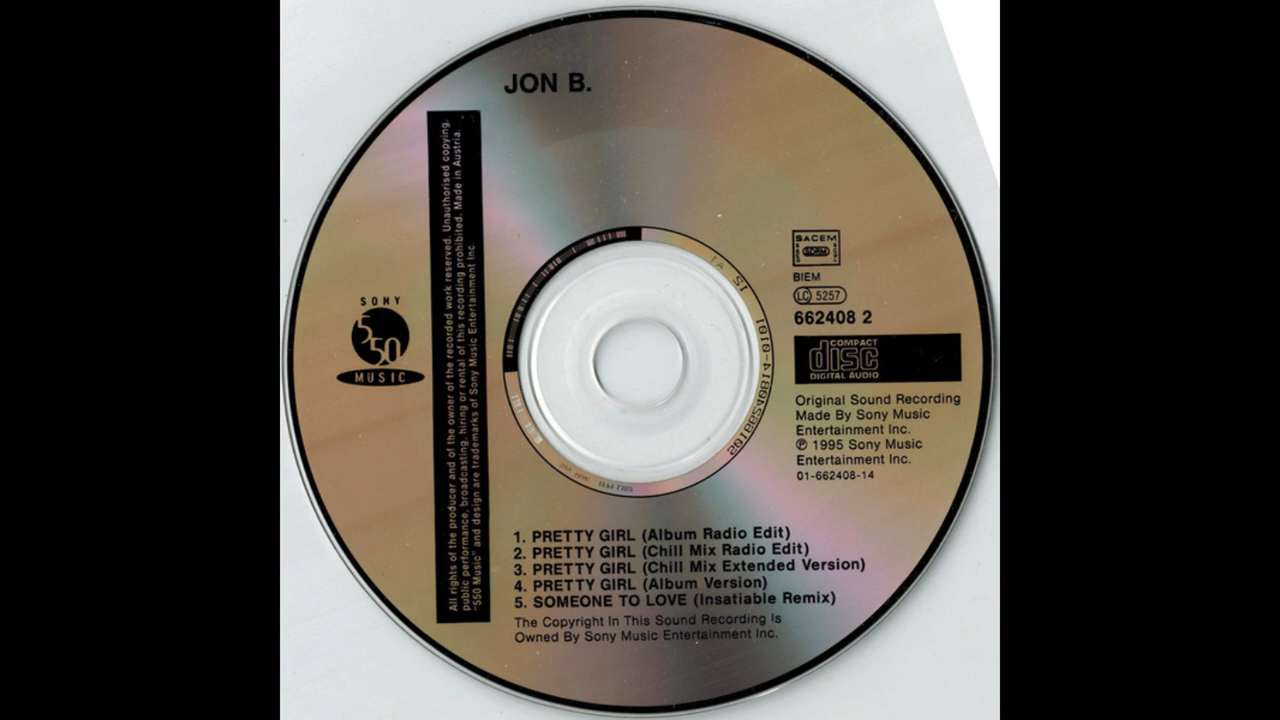 JON B.
All rights of the producer and of the owner of the recorded work reserved. Unauthorised copying,
public performance, broadcasting, hiring or rental of this recording prohibited. Made in Austria.
"550 Music" and design are trademarks of Sony Music Entertainment Inc.
SONY
550
MUSIC
SACEM
BIEM
LC 5257
662408 2
COMPACT
disc
DIGITAL AUDIO
Original Sound Recording
Made By Sony Music
Entertainment Inc.
℗ 1995 Sony Music
Entertainment Inc.
01-662408-14
1. PRETTY GIRL (Album Radio Edit)
2. PRETTY GIRL (Chill Mix Radio Edit)
3. PRETTY GIRL (Chill Mix Extended Version)
4. PRETTY GIRL (Album Version)
5. SOMEONE TO LOVE (Insatiable Remix)
The Copyright In This Sound Recording Is
Owned By Sony Music Entertainment Inc.